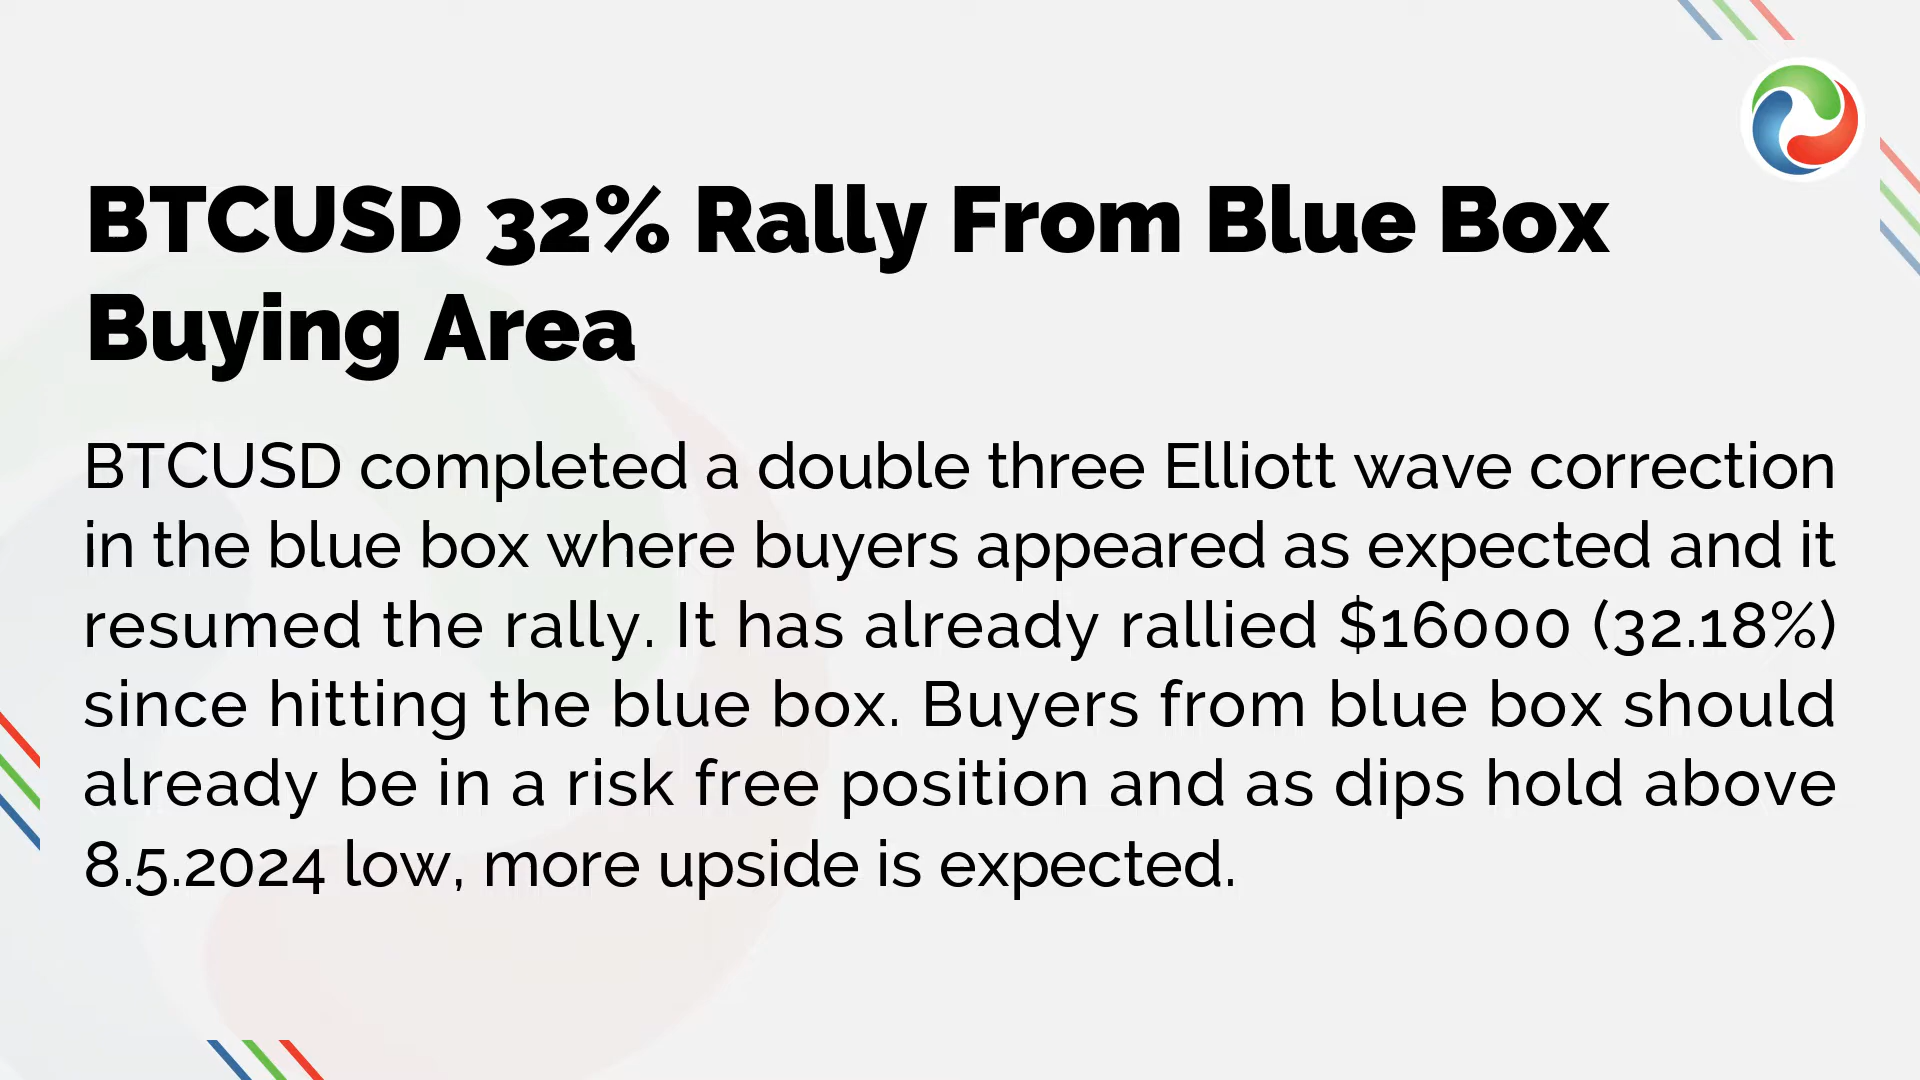 BTCUSD 32% Rally From Blue Box
Buying Area
BTCUSD completed a double three Elliott wave correction
in the blue box where buyers appeared as expected and it
resumed the rally. It has already rallied $16000 (32.18%)
since hitting the blue box. Buyers from blue box should
already be in a risk free position and as dips hold above
8.5.2024 low, more upside is expected.